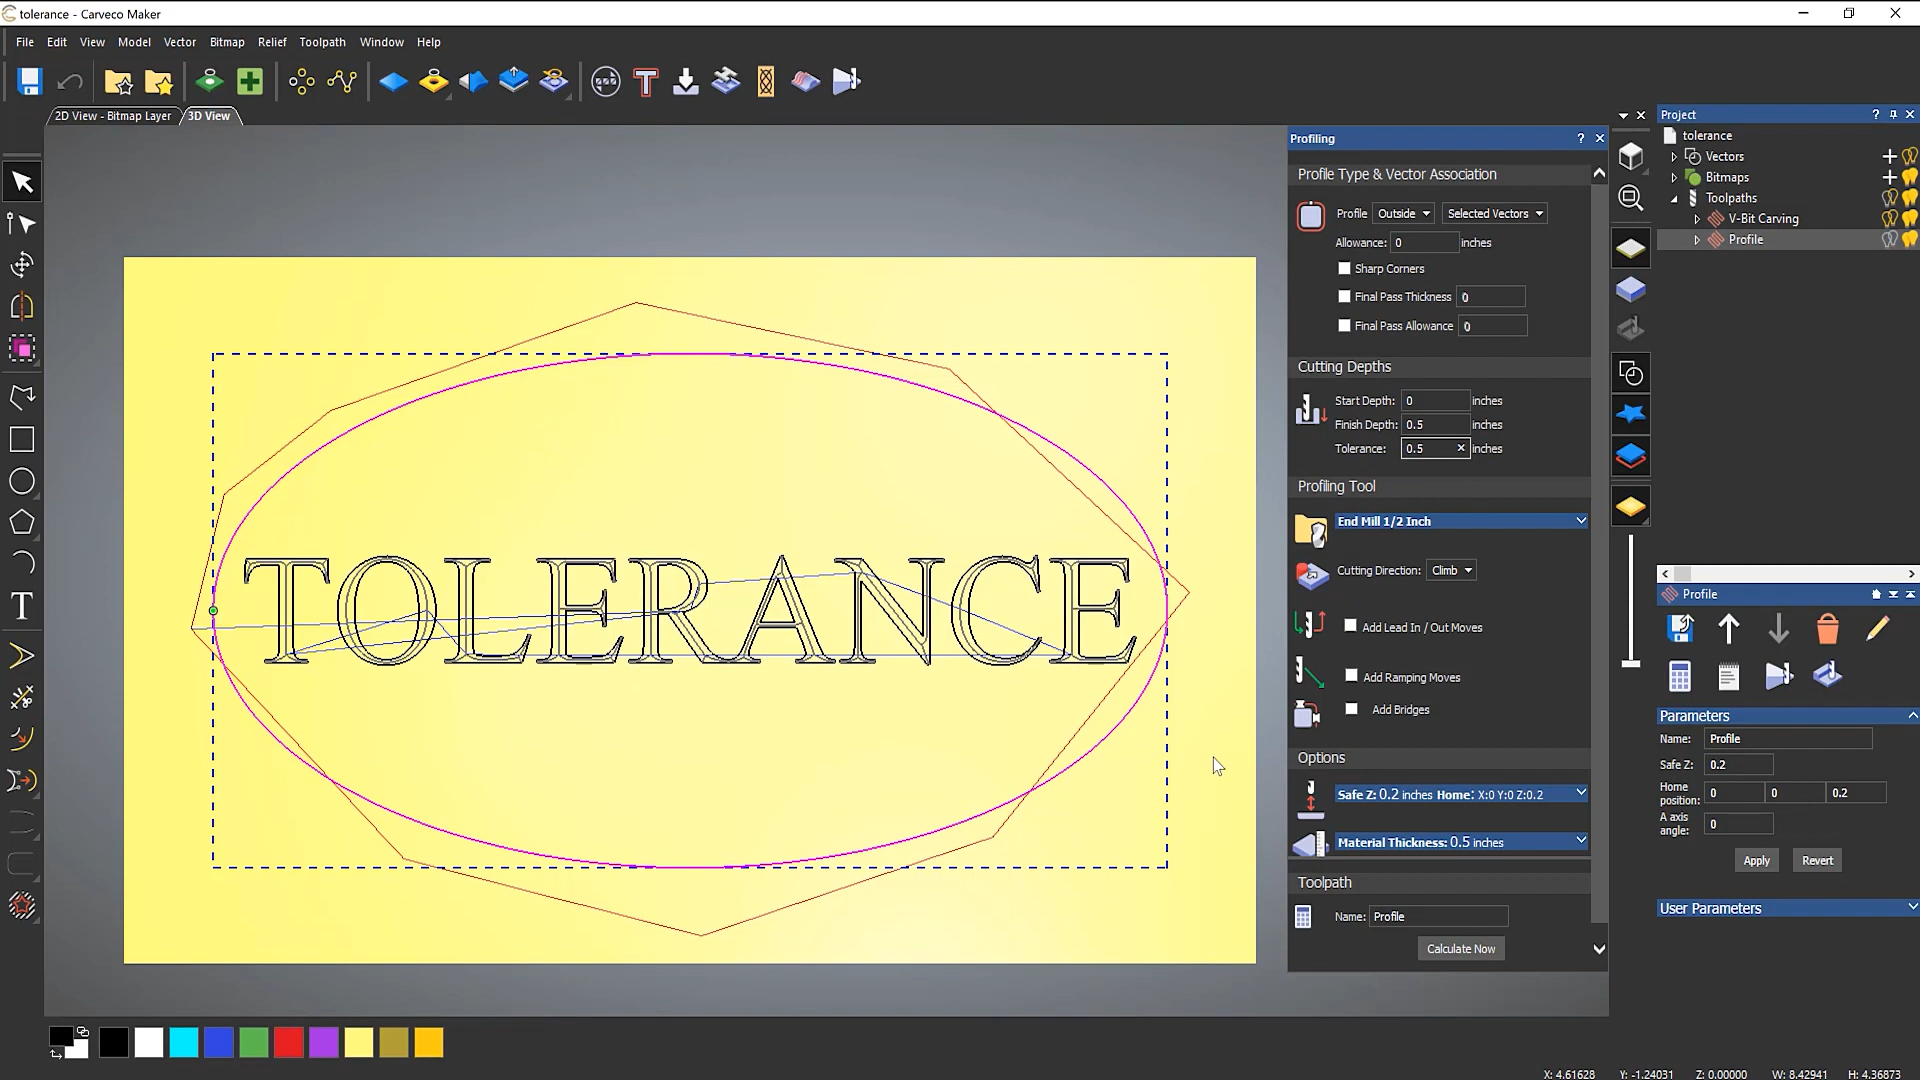 tolerance - Carveco Maker
File Edit View Model Vector Bitmap Relief Toolpath Window Help
2D View - Bitmap Layer 3D View
TOLERANCE
Profiling ? ×
Profile Type & Vector Association
Profile Outside Selected Vectors
Allowance: 0 inches
Sharp Corners
Final Pass Thickness 0
Final Pass Allowance 0
Cutting Depths
Start Depth: 0 inches
Finish Depth: 0.5 inches
Tolerance: 0.5 × inches
Profiling Tool
End Mill 1/2 Inch
Cutting Direction: Climb
Add Lead In / Out Moves
Add Ramping Moves
Add Bridges
Options
Safe Z: 0.2 inches Home: X:0 Y:0 Z:0.2
Material Thickness: 0.5 inches
Toolpath
Name: Profile
Calculate Now
Project ?
tolerance
Vectors
Bitmaps
Toolpaths
V-Bit Carving
Profile
Profile
Parameters
Name: Profile
Safe Z: 0.2
Home position: 0 0 0.2
A axis angle: 0
Apply Revert
User Parameters
X: 4.61628 Y: -1.24031 Z: 0.00000 W: 8.42941 H: 4.36873